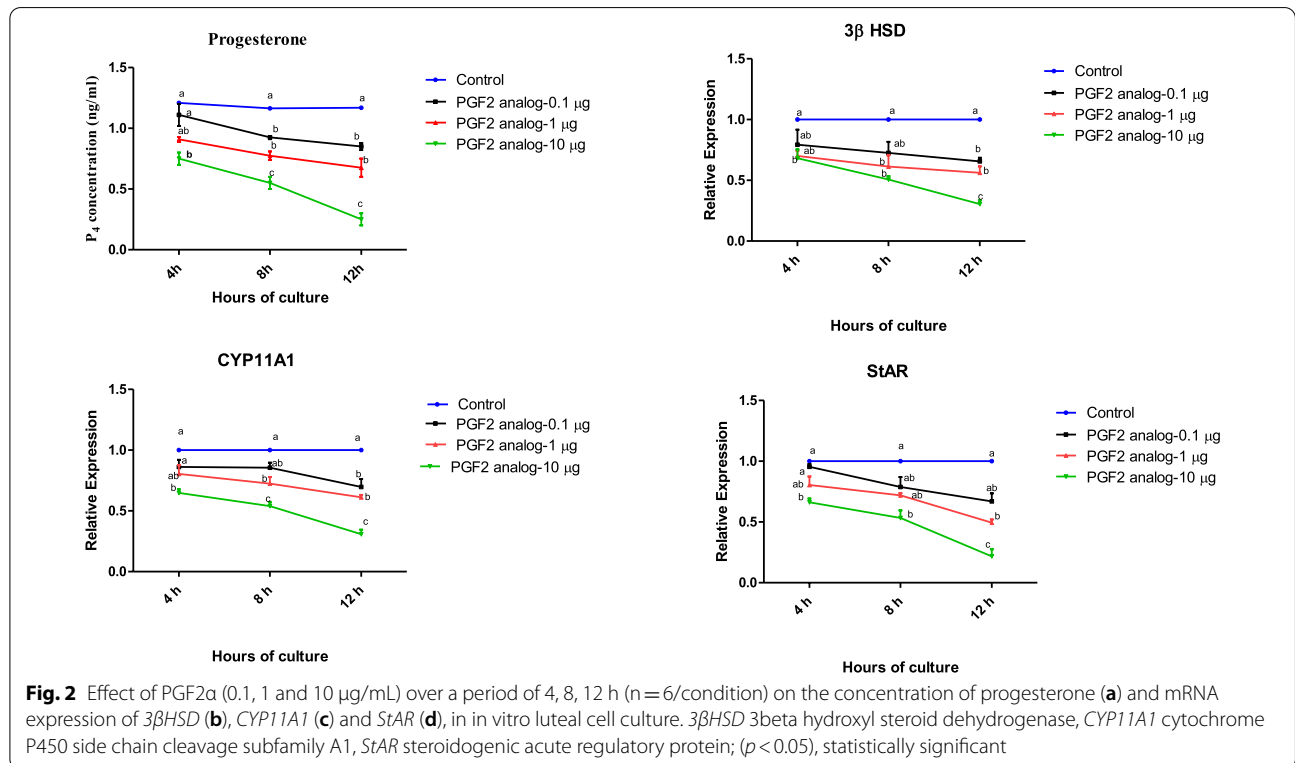 Progesterone
1.5
1.0
0.5
0.0
P4 concentration (ng/ml)
a
a
a
a
b
b
ab
b
b
b
c
c
4h
8h
12h
Hours of culture
Control
PGF2 analog-0.1 μg
PGF2 analog-1 μg
PGF2 analog-10 μg
3β HSD
1.5
1.0
0.5
0.0
Relative Expression
a
a
a
ab
ab
b
ab
b
b
b
b
c
4 h
8 h
12 h
Hours of culture
Control
PGF2 analog-0.1 μg
PGF2 analog-1 μg
PGF2 analog-10 μg
CYP11A1
1.5
1.0
0.5
0.0
Relative Expression
a
a
a
a
ab
b
ab
b
b
b
c
c
4 h
8 h
12 h
Hours of culture
Control
PGF2 analog-0.1 μg
PGF2 analog-1 μg
PGF2 analog-10 μg
StAR
1.5
1.0
0.5
0.0
Relative Expression
a
a
a
a
ab
ab
ab
ab
b
b
b
c
4 h
8 h
12 h
Hours of culture
Control
PGF2 analog-0.1 μg
PGF2 analog-1 μg
PGF2 analog-10 μg
Fig. 2 Effect of PGF2α (0.1, 1 and 10 μg/mL) over a period of 4, 8, 12 h (n = 6/condition) on the concentration of progesterone (a) and mRNA
expression of 3βHSD (b), CYP11A1 (c) and StAR (d), in in vitro luteal cell culture. 3βHSD 3beta hydroxyl steroid dehydrogenase, CYP11A1 cytochrome
P450 side chain cleavage subfamily A1, StAR steroidogenic acute regulatory protein; (p < 0.05), statistically significant